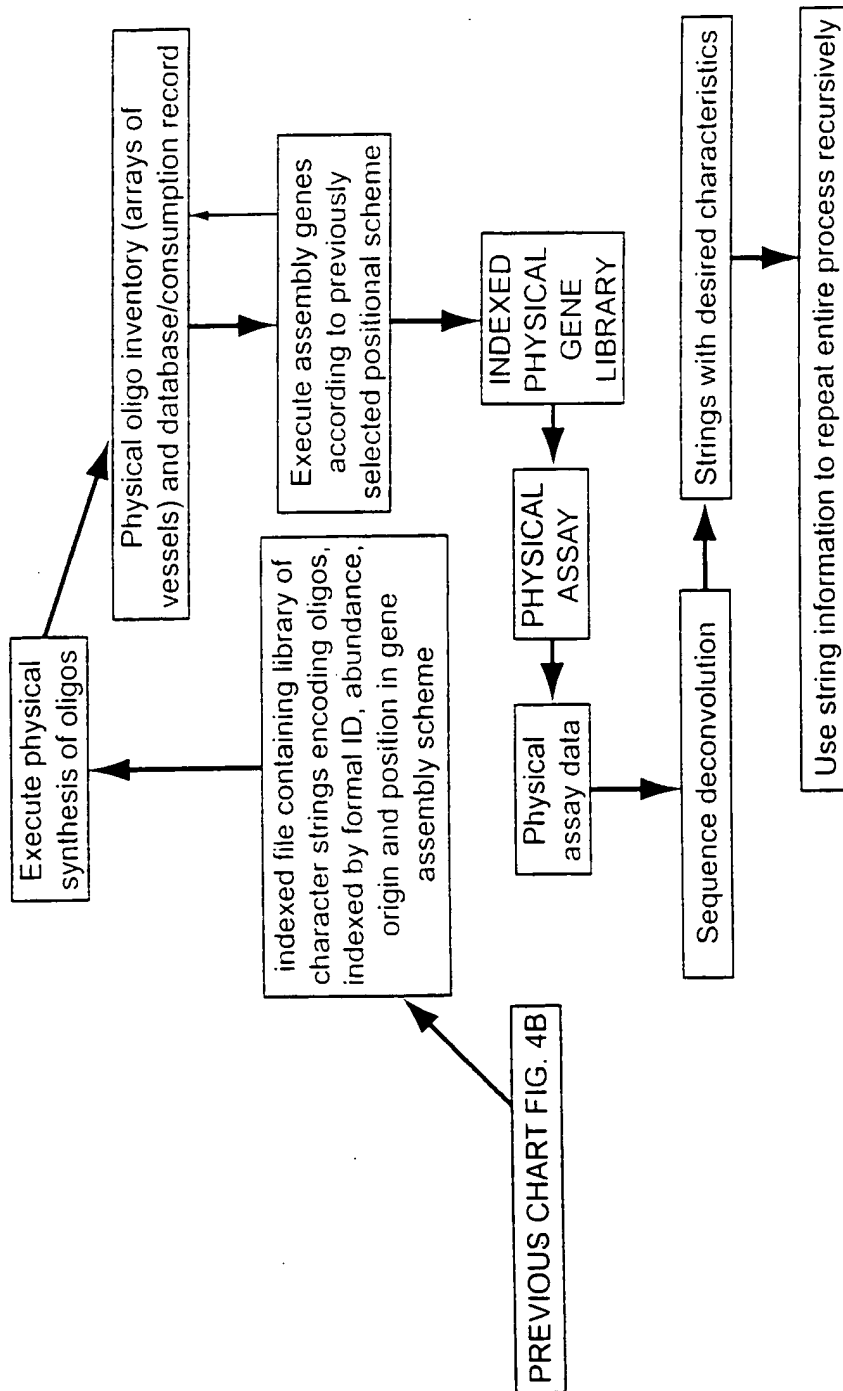 PREVIOUS CHART FIG. 4B
indexed file containing library of
character strings encoding oligos,
indexed by formal ID, abundance,
origin and position in gene
assembly scheme
Execute physical
synthesis of oligos
Physical oligo inventory (arrays of
vessels) and database/consumption record
Execute assembly genes
according to previously
selected positional scheme
INDEXED
PHYSICAL
GENE
LIBRARY
PHYSICAL
ASSAY
Physical
assay data
Sequence deconvolution
Strings with desired characteristics
Use string information to repeat entire process recursively